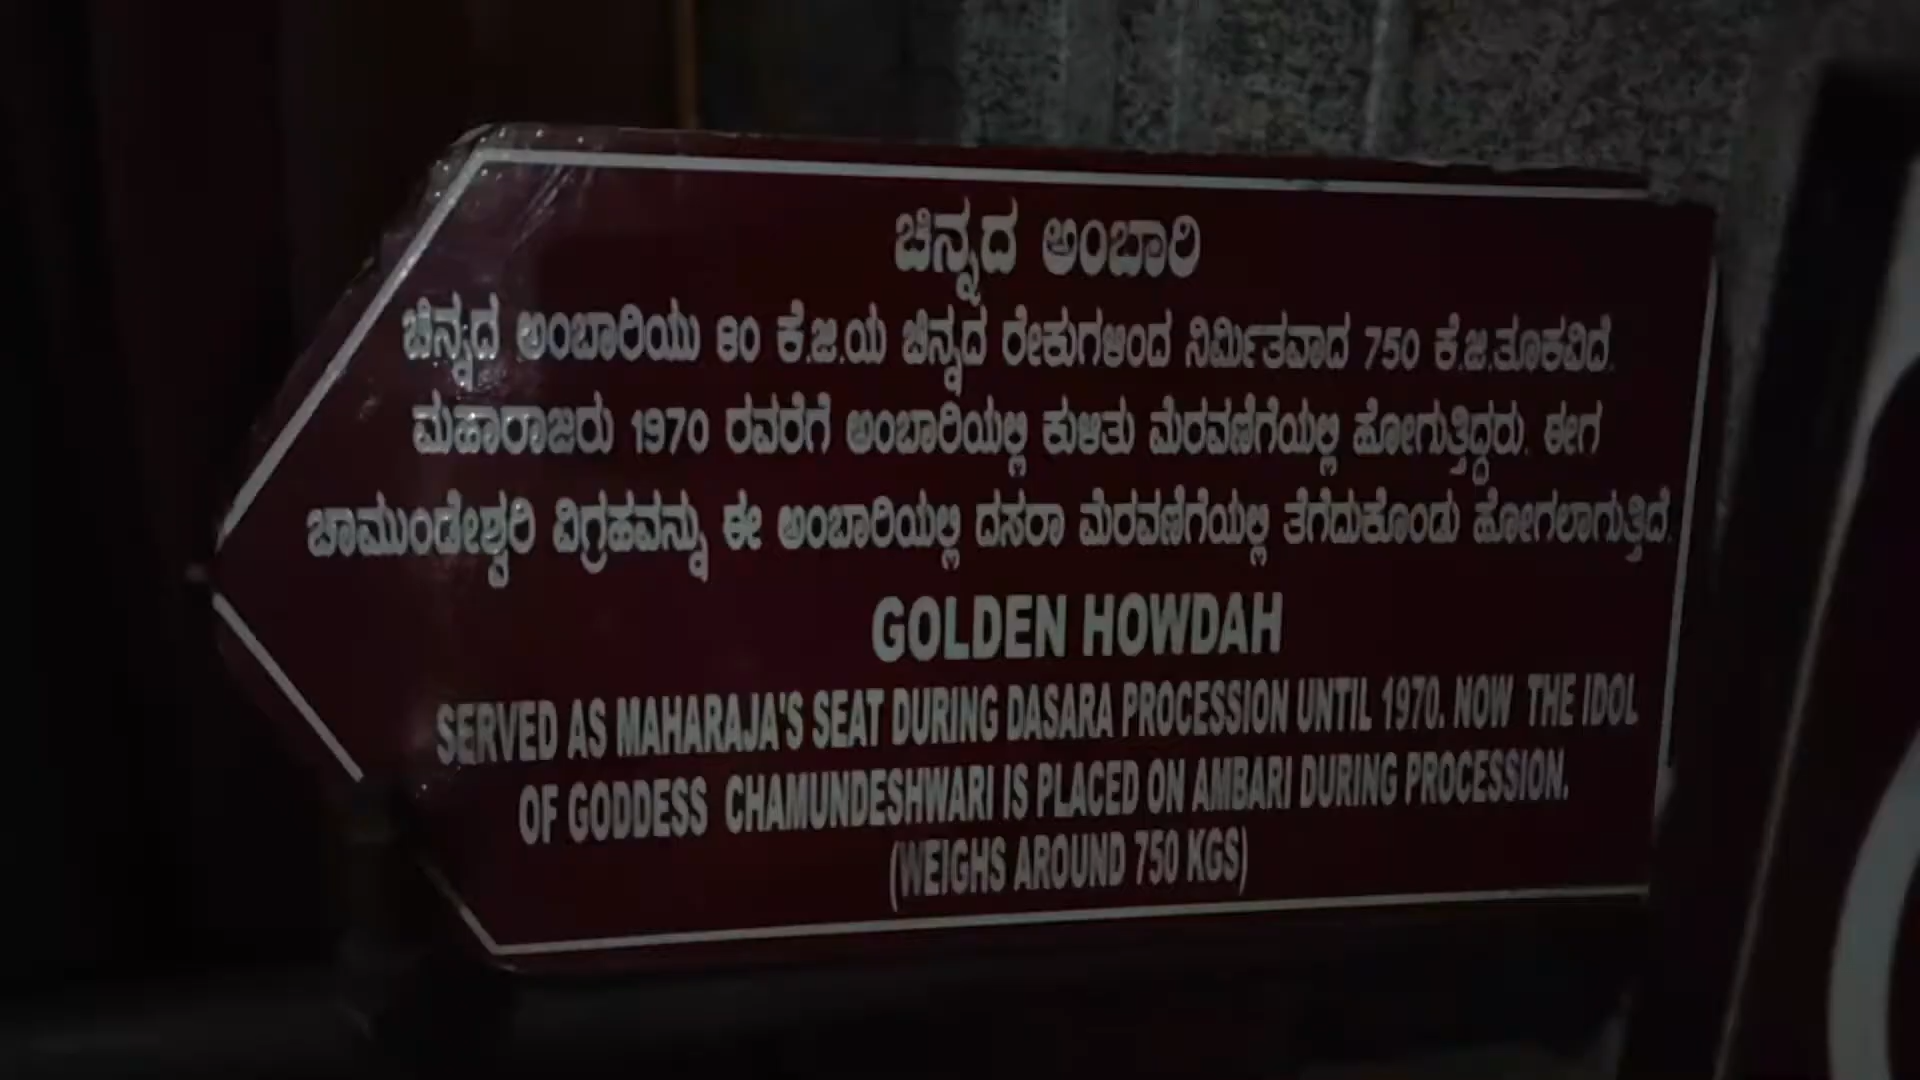 ಚಿನ್ನದ ಅಂಬಾರಿ
ಚಿನ್ನದ ಅಂಬಾರಿಯು 80 ಕೆ.ಜಿ.ಯ ಚಿನ್ನದ ರೇಕುಗಳಿಂದ ನಿರ್ಮಿತವಾದ 750 ಕೆ.ಜಿ.ತೂಕವಿದೆ.
ಮಹಾರಾಜರು 1970 ರವರೆಗೆ ಅಂಬಾರಿಯಲ್ಲಿ ಕುಳಿತು ಮೆರವಣಿಗೆಯಲ್ಲಿ ಹೋಗುತ್ತಿದ್ದರು. ಈಗ
ಚಾಮುಂಡೇಶ್ವರಿ ವಿಗ್ರಹವನ್ನು ಈ ಅಂಬಾರಿಯಲ್ಲಿ ದಸರಾ ಮೆರವಣಿಗೆಯಲ್ಲಿ ತೆಗೆದುಕೊಂಡು ಹೋಗಲಾಗುತ್ತಿದೆ.
GOLDEN HOWDAH
SERVED AS MAHARAJA'S SEAT DURING DASARA PROCESSION UNTIL 1970. NOW THE IDOL
OF GODDESS CHAMUNDESHWARI IS PLACED ON AMBARI DURING PROCESSION.
(WEIGHS AROUND 750 KGS)